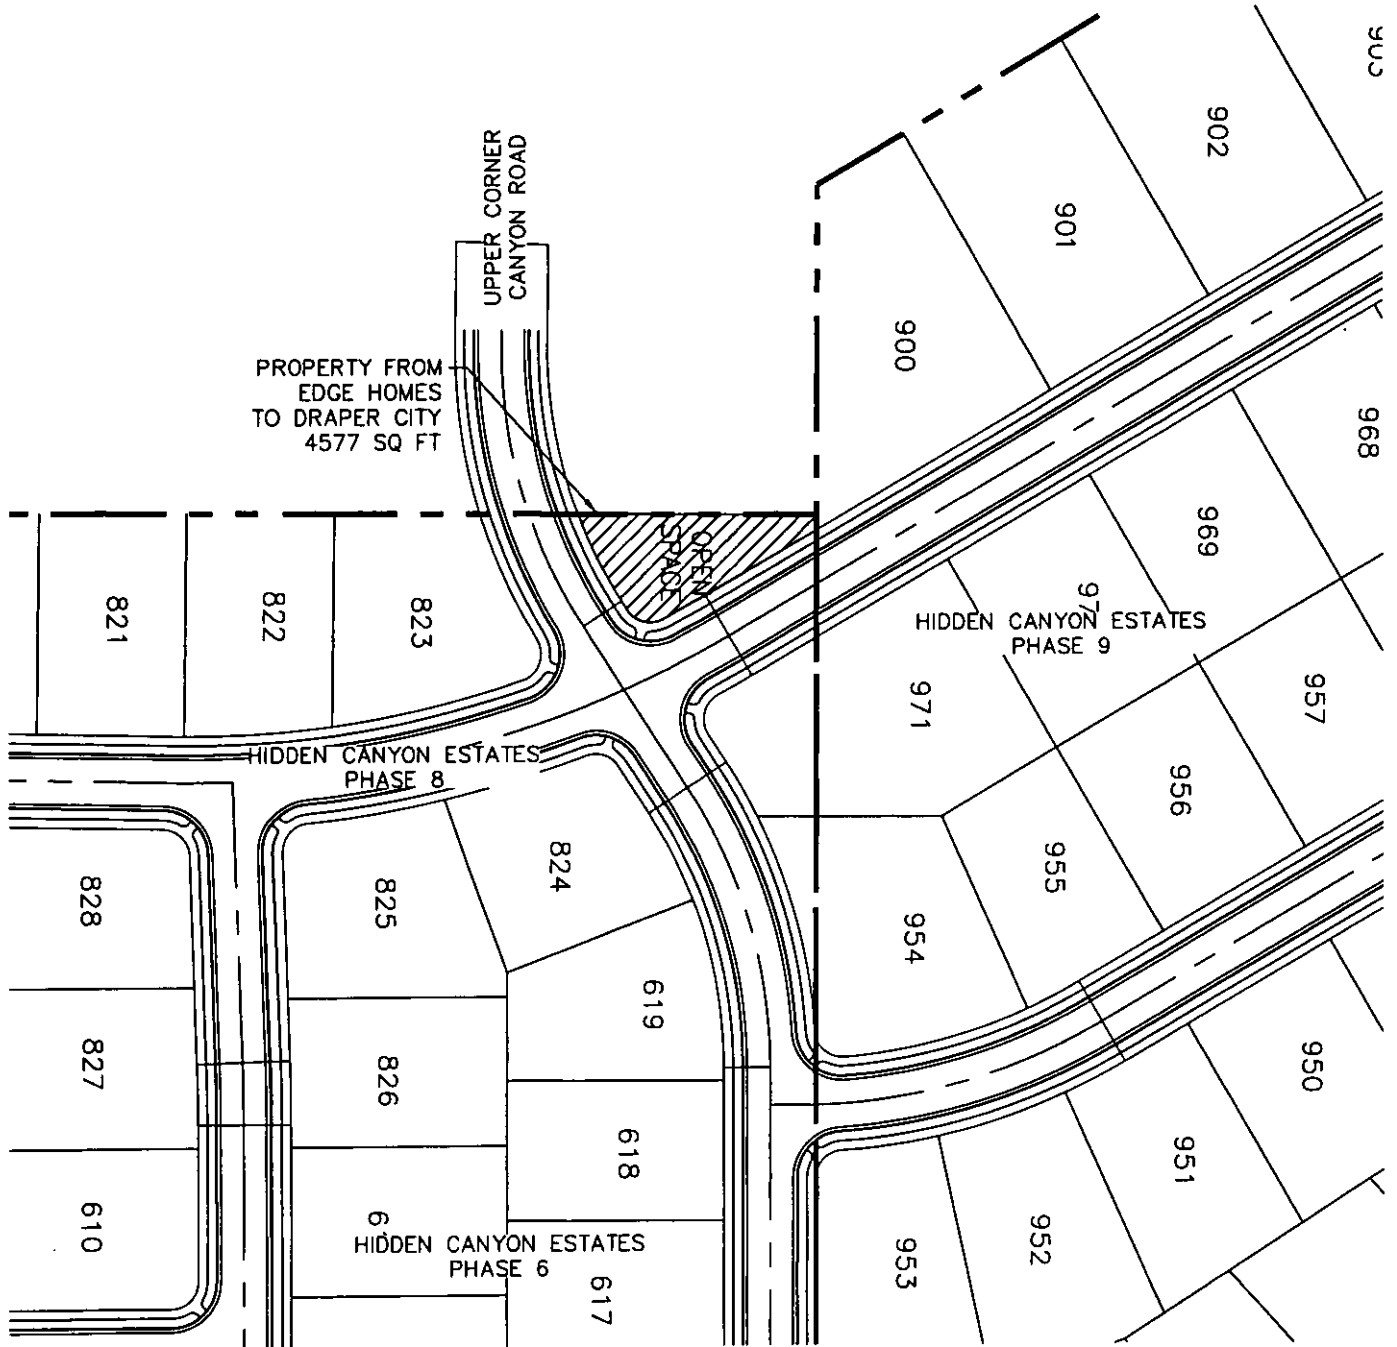 903
902
901
900
UPPER CORNER
CANYON ROAD
PROPERTY FROM
EDGE HOMES
TO DRAPER CITY
4577 SQ FT
OPEN
SPACE
968
969
HIDDEN CANYON ESTATES
PHASE 9
971
957
956
955
954
821
822
823
HIDDEN CANYON ESTATES
PHASE 8
824
825
828
827
826
619
618
610
HIDDEN CANYON ESTATES
PHASE 6
617
950
951
952
953